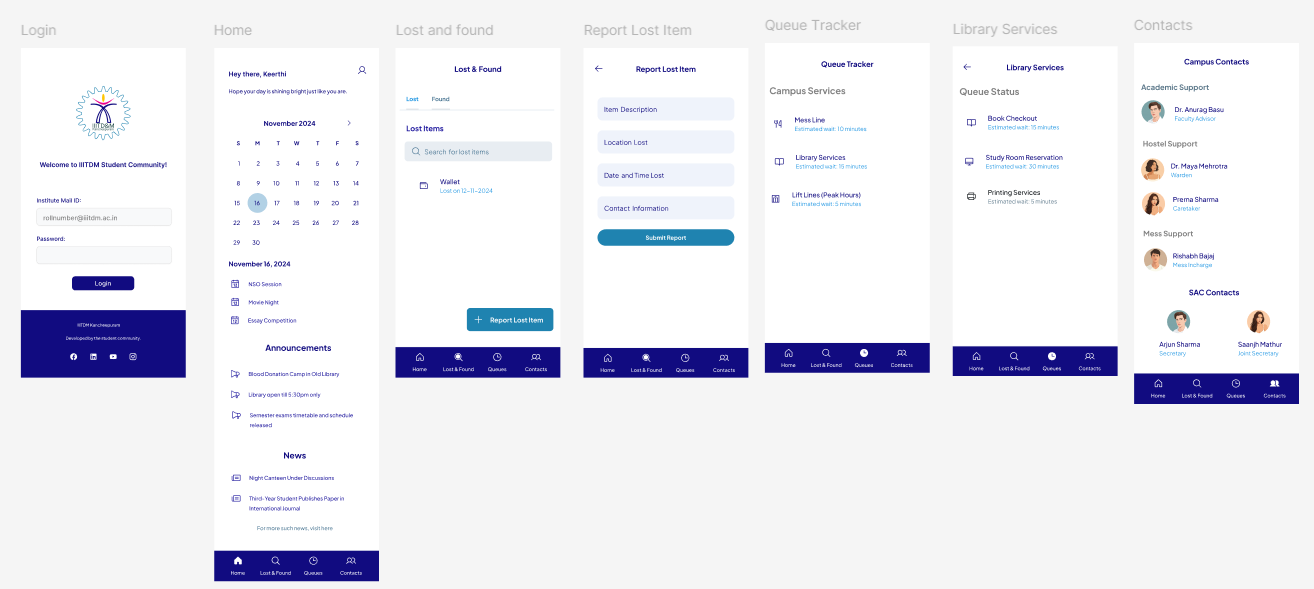 Login
IIITD&M
Welcome to IIITDM Student Community!
Institute Mail ID:
rollnumber@iiitdm.ac.in
Password:
Login
IIITDM Kancheepuram
Developed by the student community.
Home
Hey there, Keerthi
Hope your day is shining bright just like you are.
November 2024
S M T W T F S
1 2 3 4 5 6 7
8 9 10 11 12 13 14
15 16 17 18 19 20 21
22 23 24 25 26 27 28
29 30
November 16, 2024
NSO Session
Movie Night
Essay Competition
Announcements
Blood Donation Camp in Old Library
Library open till 5:30pm only
Semester exams timetable and schedule
released
News
Night Canteen Under Discussions
Third-Year Student Publishes Paper in
International Journal
For more such news, visit here
Home Lost & Found Queues Contacts
Lost and found
Lost & Found
Lost Found
Lost Items
Search for lost items
Wallet
Lost on 12-11-2024
Report Lost Item
Home Lost & Found Queues Contacts
Report Lost Item
Report Lost Item
Item Description
Location Lost
Date and Time Lost
Contact Information
Submit Report
Home Lost & Found Queues Contacts
Queue Tracker
Queue Tracker
Campus Services
Mess Line
Estimated wait: 10 minutes
Library Services
Estimated wait: 15 minutes
Lift Lines (Peak Hours)
Estimated wait: 5 minutes
Home Lost & Found Queues Contacts
Library Services
Library Services
Queue Status
Book Checkout
Estimated wait: 15 minutes
Study Room Reservation
Estimated wait: 30 minutes
Printing Services
Estimated wait: 5 minutes
Home Lost & Found Queues Contacts
Contacts
Campus Contacts
Academic Support
Dr. Anurag Basu
Faculty Advisor
Hostel Support
Dr. Maya Mehrotra
Warden
Prerna Sharma
Caretaker
Mess Support
Rishabh Bajaj
Mess Incharge
SAC Contacts
Arjun Sharma
Secretary
Saanjh Mathur
Joint Secretary
Home Lost & Found Queues Contacts